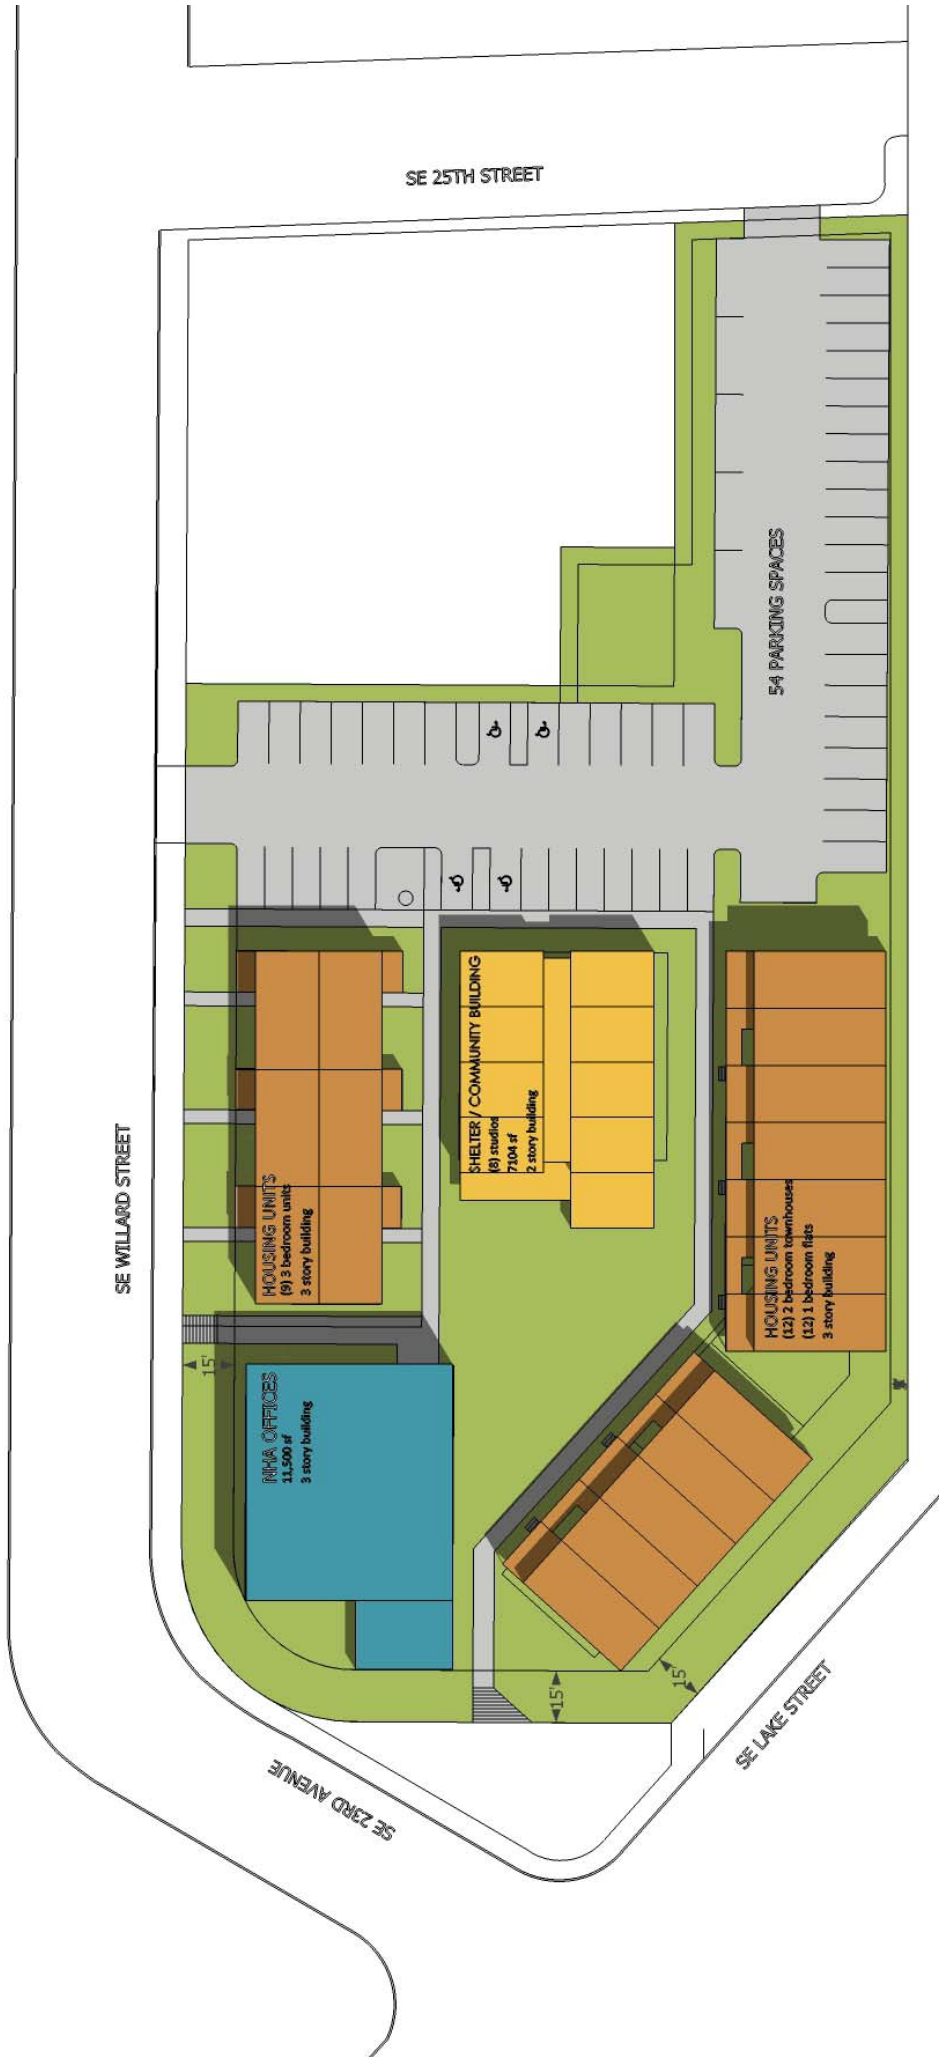 SE 25TH STREET
54 PARKING SPACES
SE WILLARD STREET
SHELTER / COMMUNITY BUILDING
(8) studios
7104 sf
2 story building
HOUSING UNITS
(9) 3 bedroom units
3 story building
HOUSING UNITS
(12) 2 bedroom townhouses
(12) 1 bedroom flats
3 story building
15'
NHA OFFICES
11,500 sf
3 story building
15'
15'
SE LAKE STREET
SE 23RD AVENUE